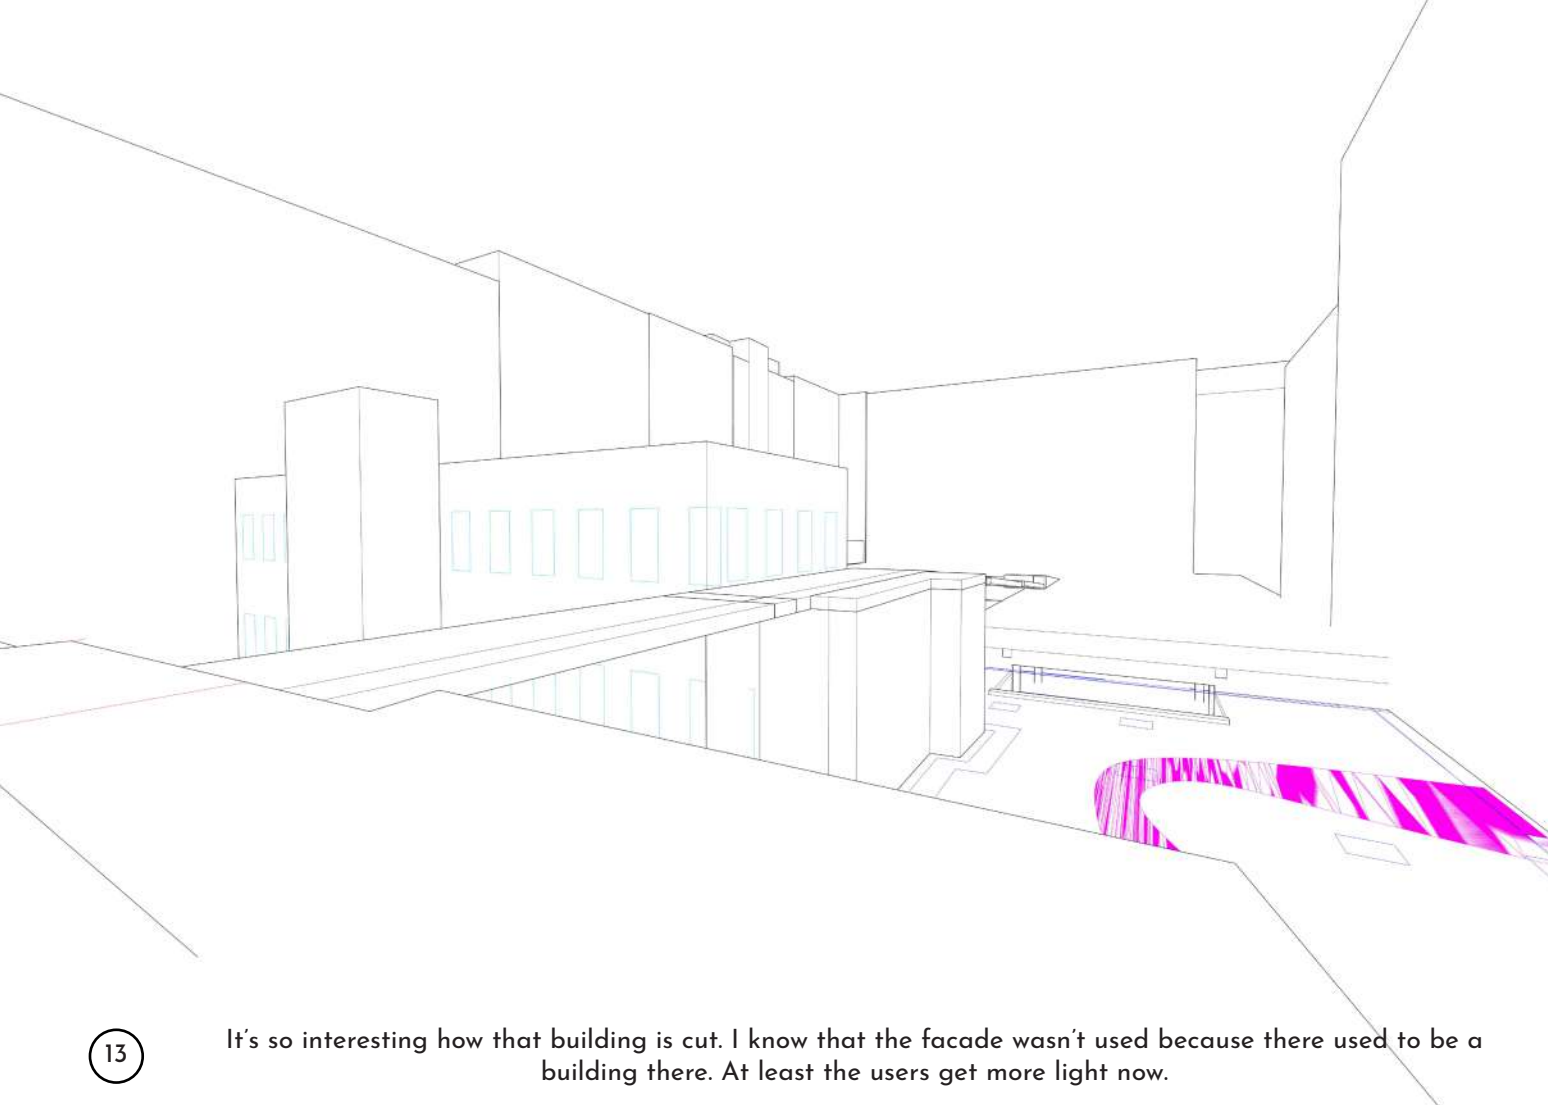 13
It's so interesting how that building is cut. I know that the facade wasn't used because there used to be a
building there. At least the users get more light now.